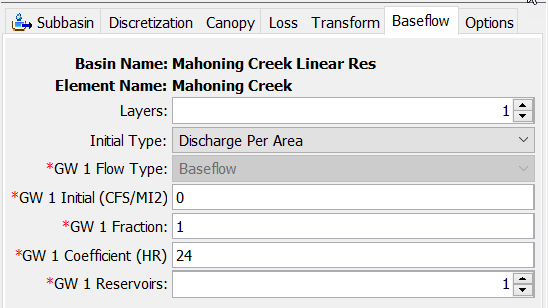 Subbasin Discretization Canopy Loss Transform Baseflow Options
Basin Name: Mahoning Creek Linear Res
Element Name: Mahoning Creek
Layers: 1
Initial Type: Discharge Per Area
*GW 1 Flow Type: Baseflow
*GW 1 Initial (CFS/MI2) 0
*GW 1 Fraction: 1
*GW 1 Coefficient (HR) 24
*GW 1 Reservoirs: 1